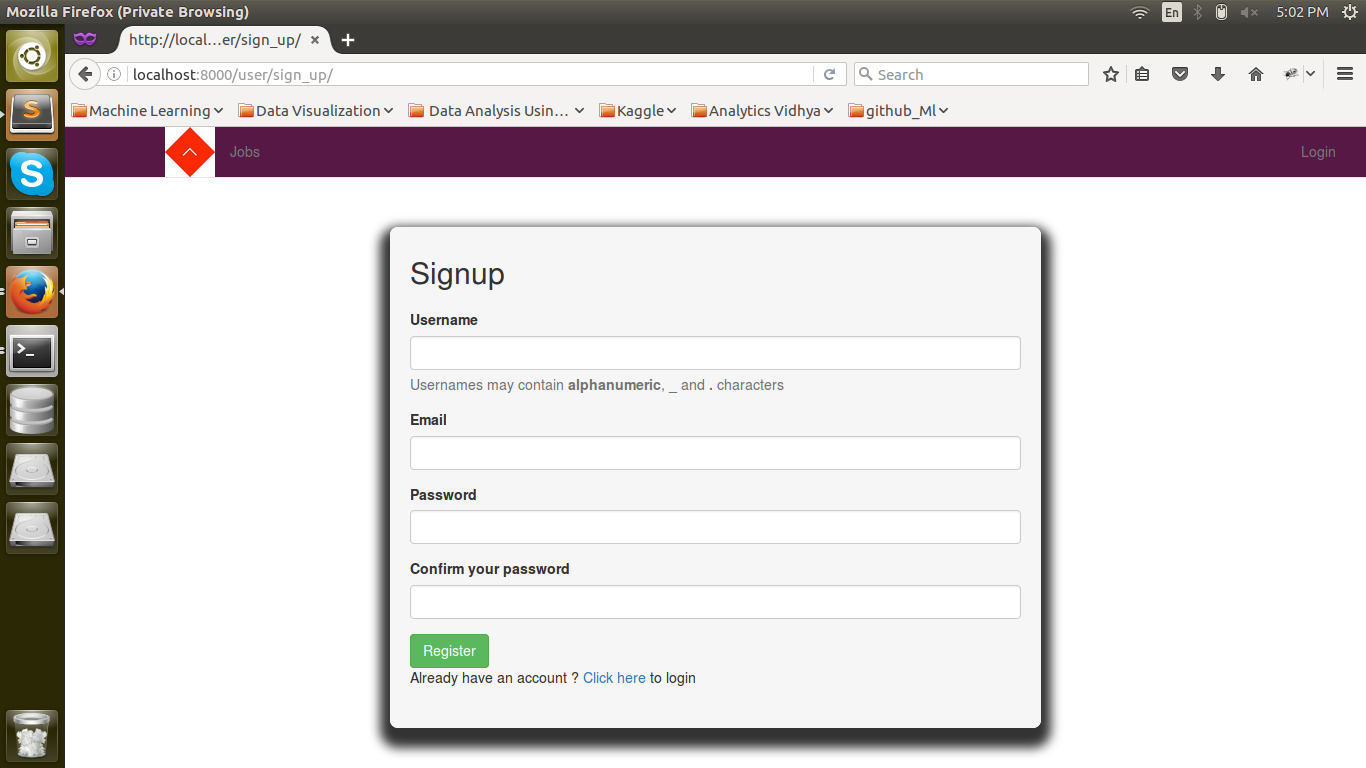 Mozilla Firefox (Private Browsing)
En
5:02 PM
http://local...er/sign_up/
localhost:8000/user/sign_up/
Search
Machine Learning
Data Visualization
Data Analysis Usin...
Kaggle
Analytics Vidhya
github_Ml
Jobs
Login
Signup
Username
Usernames may contain alphanumeric, _ and . characters
Email
Password
Confirm your password
Register
Already have an account ? Click here to login